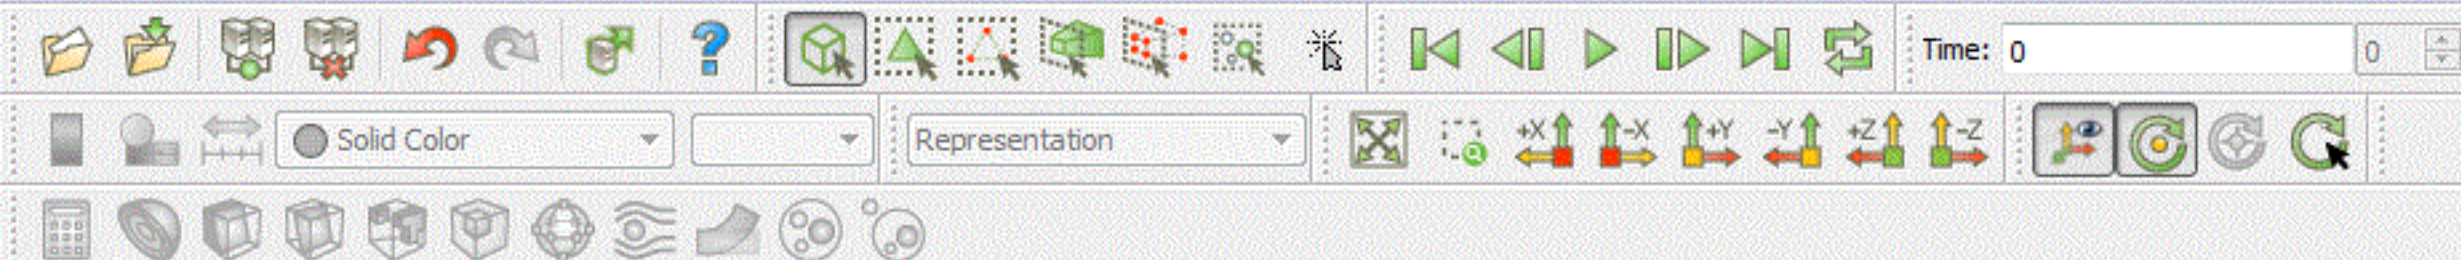 ? Time: 0 0
Solid Color Representation +X -X +Y -Y +Z -Z